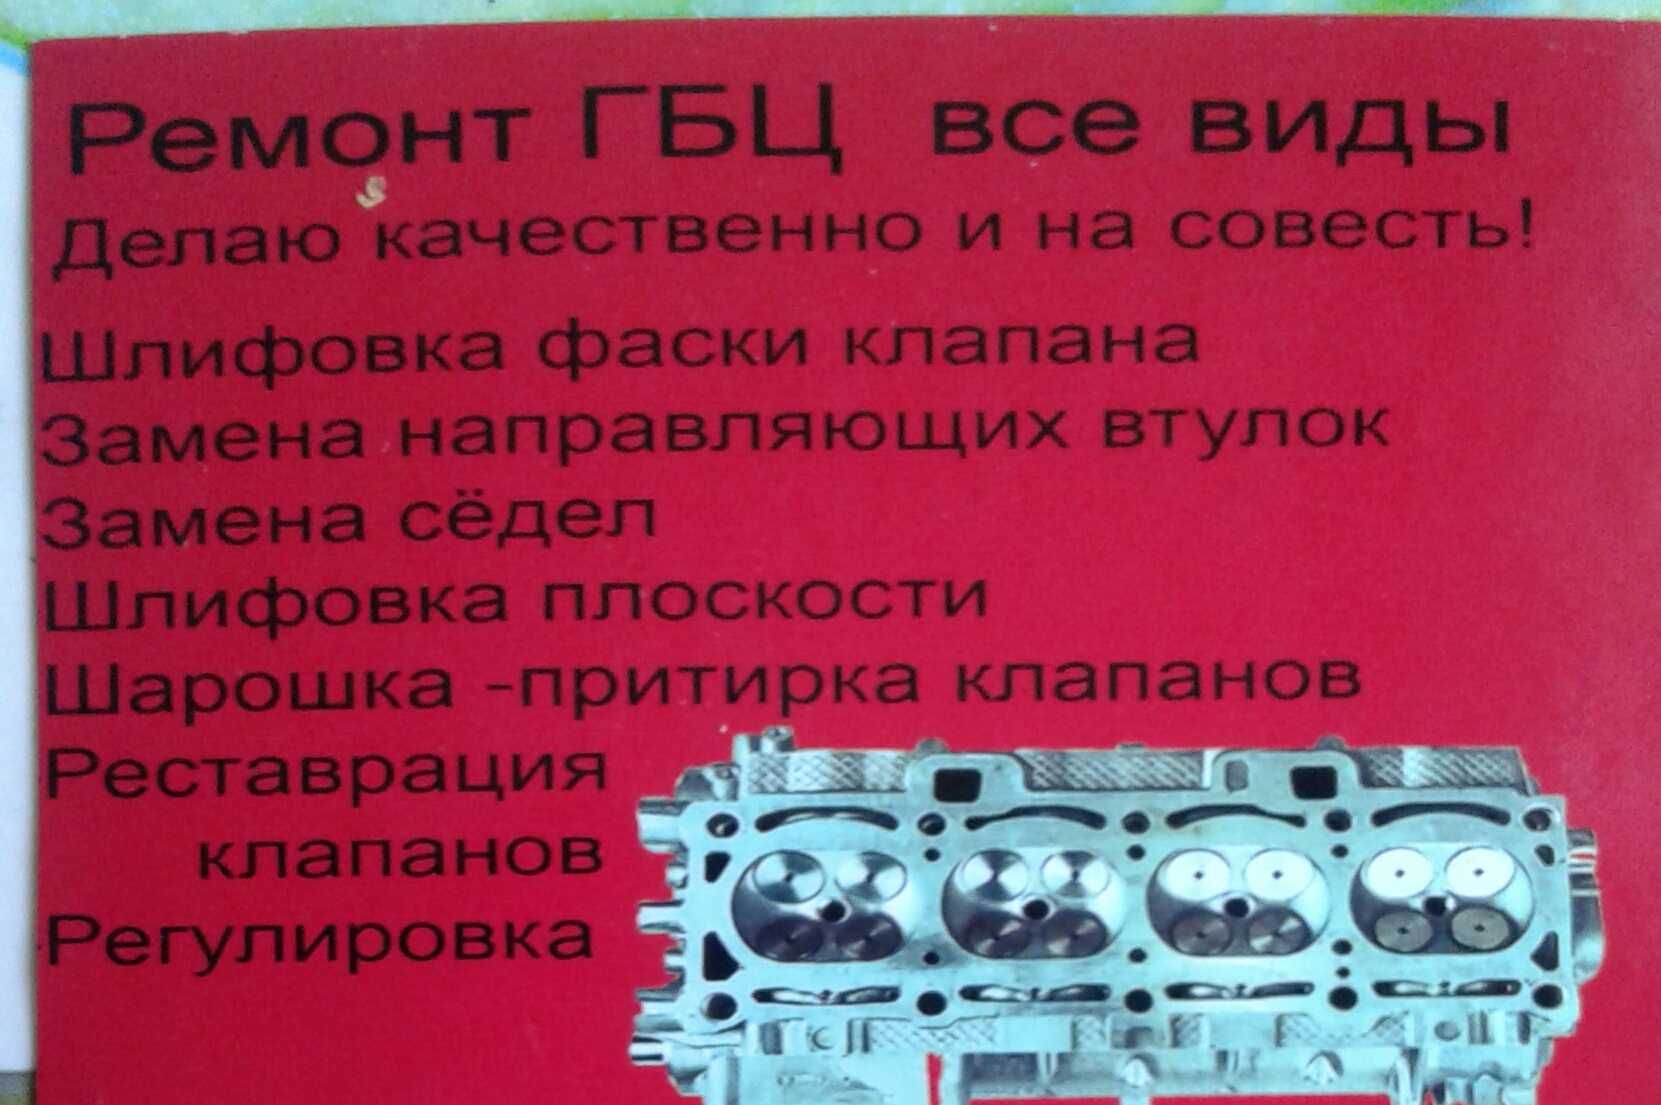 Ремонт ГБЦ все виды
Делаю качественно и на совесть!
Шлифовка фаски клапана
Замена направляющих втулок
Замена сёдел
Шлифовка плоскости
Шарошка -притирка клапанов
Реставрация
клапанов
Регулировка